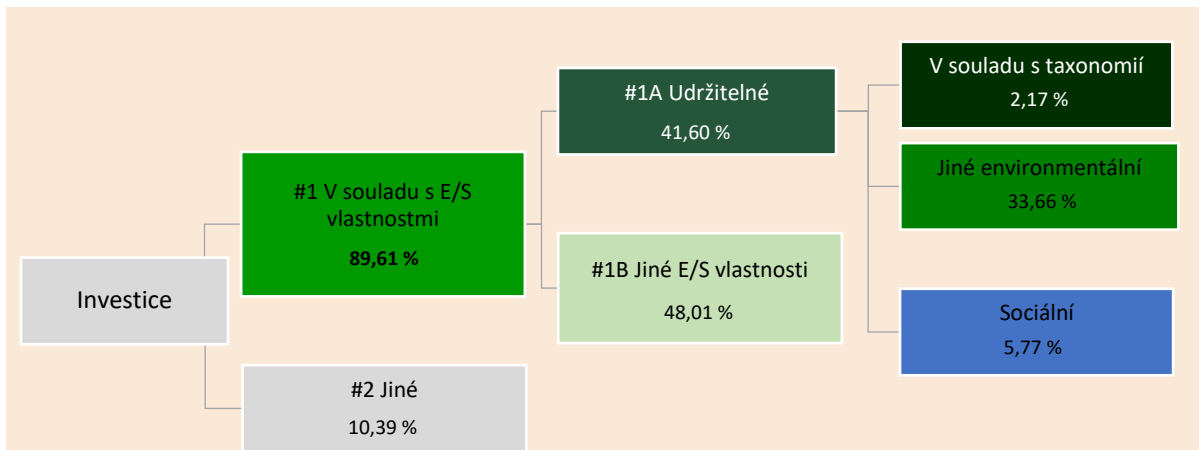 Investice
#1 V souladu s E/S
vlastnostmi
89,61 %
#2 Jiné
10,39 %
#1A Udržitelné
41,60 %
#1B Jiné E/S vlastnosti
48,01 %
V souladu s taxonomií
2,17 %
Jiné environmentální
33,66 %
Sociální
5,77 %